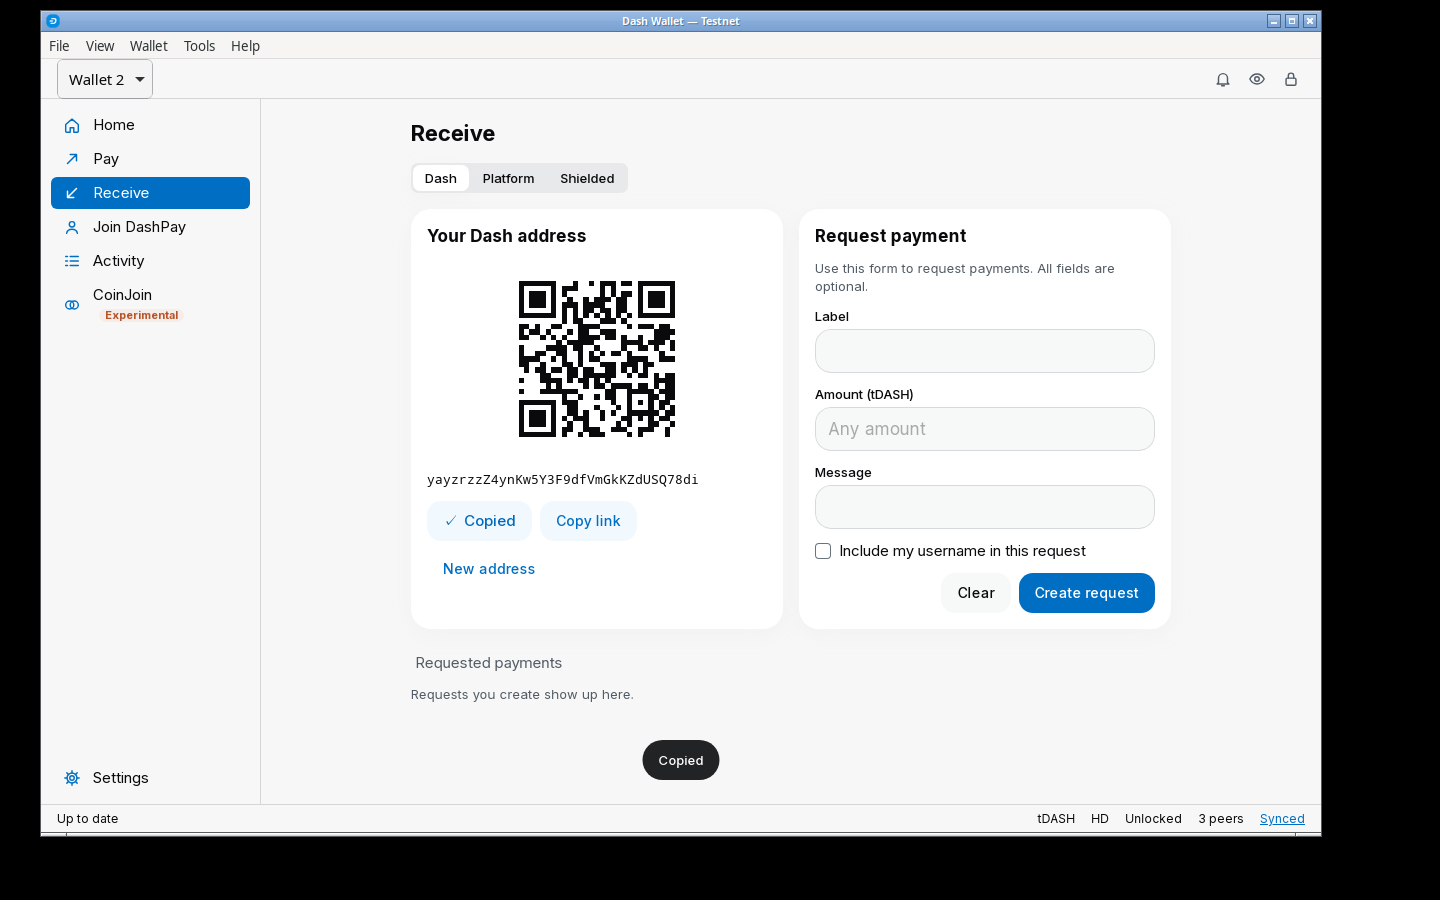 Dash Wallet — Testnet
File View Wallet Tools Help
Wallet 2
Home
Pay
Receive
Join DashPay
Activity
CoinJoin
Experimental
Settings
Receive
Dash Platform Shielded
Your Dash address
yayzrzzZ4ynKw5Y3F9dfVmGkKZdUSQ78di
✓ Copied Copy link
New address
Request payment
Use this form to request payments. All fields are
optional.
Label
Amount (tDASH)
Any amount
Message
Include my username in this request
Clear Create request
Requested payments
Requests you create show up here.
Copied
Up to date tDASH HD Unlocked 3 peers Synced